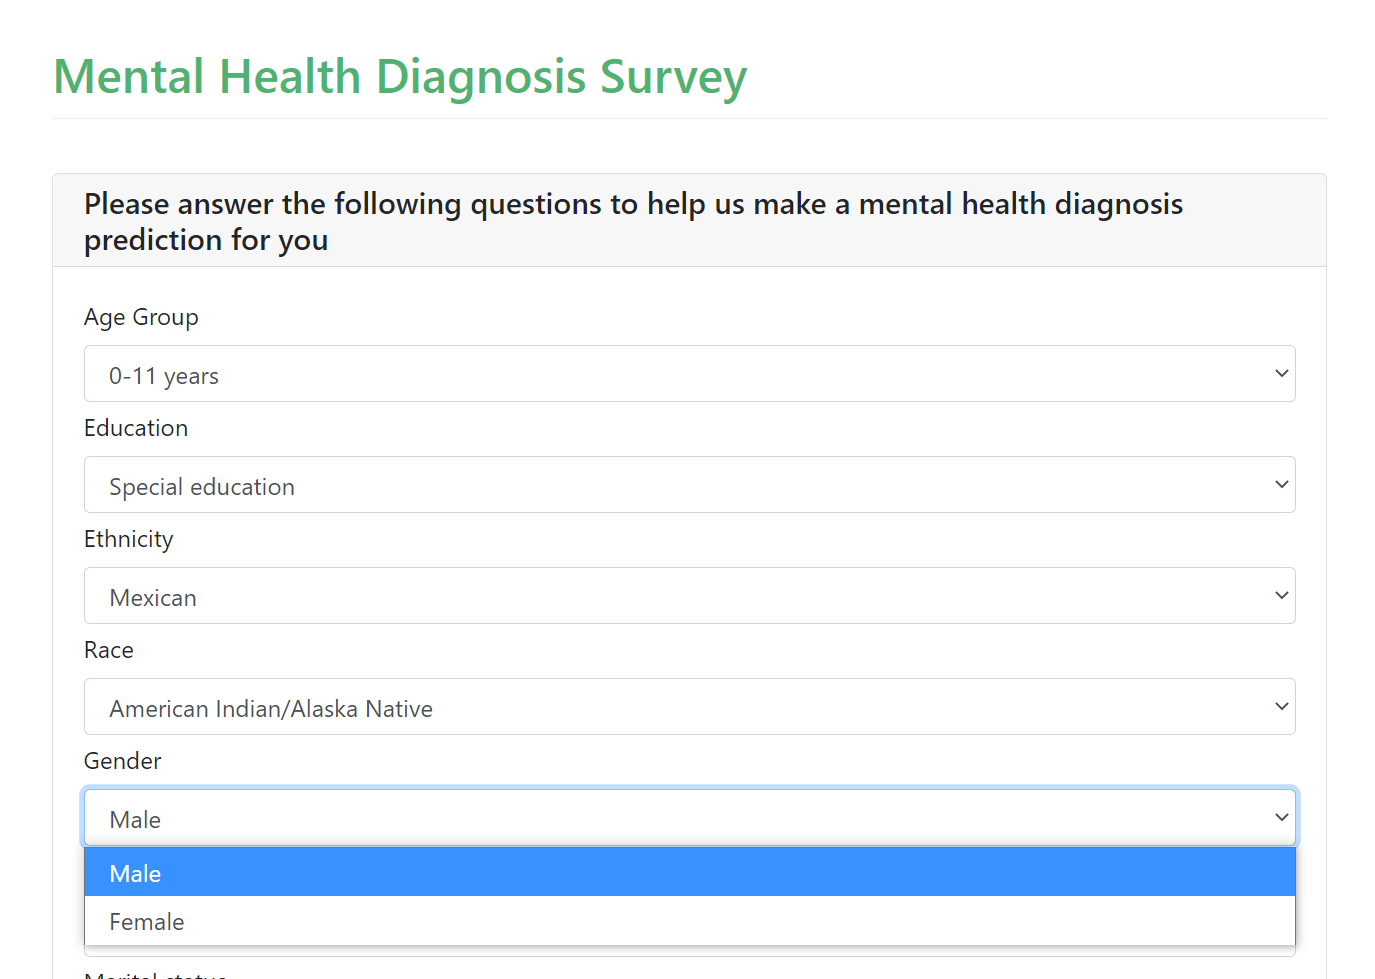 Mental Health Diagnosis Survey
Please answer the following questions to help us make a mental health diagnosis
prediction for you
Age Group
0-11 years
Education
Special education
Ethnicity
Mexican
Race
American Indian/Alaska Native
Gender
Male
Male
Female
Marital status